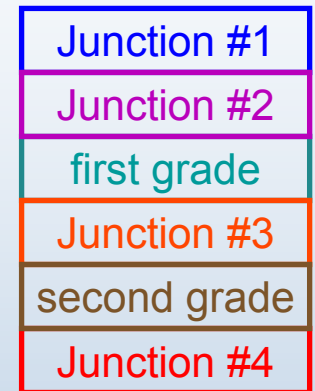 Junction #1
Junction #2
first grade
Junction #3
second grade
Junction #4